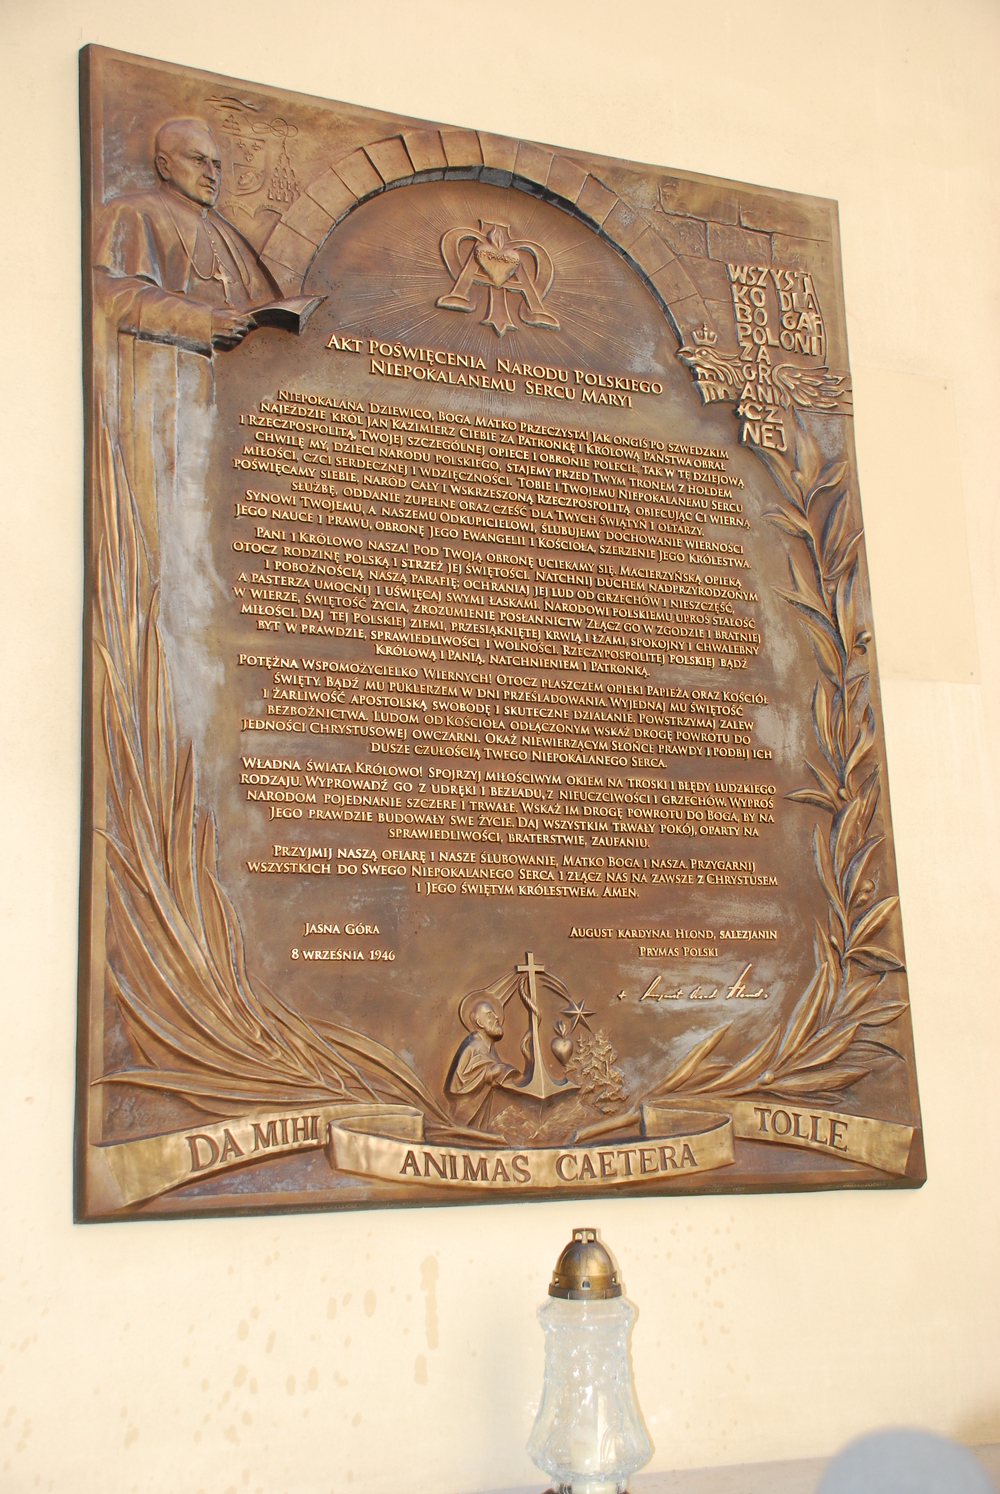 WSZYST
KO DLA
BO GA!
POLONII
ZA
GRA
NI
CZ
NEJ
Akt Poświęcenia Narodu Polskiego
Niepokalanemu Sercu Maryi
Niepokalana Dziewico, Boga Matko Przeczysta! Jak ongiś po szwedzkim
najeździe król Jan Kazimierz Ciebie za Patronkę i Królową Państwa obrał
i Rzeczpospolitą, Twojej szczególnej opiece i obronie polecił, tak w tę dziejową
chwilę my, dzieci narodu polskiego, stajemy przed Twym tronem z hołdem
miłości, czci serdecznej i wdzięczności. Tobie i Twojemu Niepokalanemu Sercu
poświęcamy siebie, naród cały i wskrzeszoną Rzeczpospolitą obiecując Ci wierną
służbę, oddanie zupełne oraz cześć dla Twych świątyń i ołtarzy.
Synowi Twojemu, a naszemu Odkupicielowi, ślubujemy dochowanie wierności
Jego nauce i prawu, obronę Jego Ewangelii i Kościoła, szerzenie Jego Królestwa.
Pani i Królowo nasza! Pod Twoją obronę uciekamy się. Macierzyńską opieką
otocz rodzinę polską i strzeż jej świętości. Natchnij duchem nadprzyrodzonym
i pobożnością naszą parafię; ochraniaj jej lud od grzechów i nieszczęść,
a pasterza umocnij i uświęcaj swymi łaskami. Narodowi polskiemu uproś stałość
w wierze, świętość życia, zrozumienie posłannictw. Złącz go w zgodzie i bratniej
miłości. Daj tej polskiej ziemi, przesiąkniętej krwią i łzami, spokojny i chwalebny
byt w prawdzie, sprawiedliwości i wolności. Rzeczypospolitej Polskiej bądź
Królową i Panią, natchnieniem i Patronką.
Potężna Wspomożycielko Wiernych! Otocz płaszczem opieki Papieża oraz Kościół
święty. Bądź mu puklerzem w dni prześladowania. Wyjednaj mu świętość
i żarliwość apostolską swobodę i skuteczne działanie. Powstrzymaj zalew
bezbożnictwa. Ludom od Kościoła odłączonym wskaż drogę powrotu do
jedności Chrystusowej owczarni. Okaż niewierzącym Słońce Prawdy i podbij ich
dusze czułością Twego Niepokalanego Serca.
Władna świata Królowo! Spojrzyj miłościwym okiem na troski i błędy ludzkiego
rodzaju. Wyprowadź go z udręki i bezładu, z nieuczciwości i grzechów. Wyproś
narodom pojednanie szczere i trwałe. Wskaż im drogę powrotu do Boga, by na
Jego prawdzie budowały swe życie. Daj wszystkim trwały pokój, oparty na
sprawiedliwości, braterstwie, zaufaniu.
Przyjmij naszą ofiarę i nasze ślubowanie, Matko Boga i nasza. Przygarnij
wszystkich do Swego Niepokalanego Serca i złącz nas na zawsze z Chrystusem
i Jego świętym królestwem. Amen.
Jasna Góra
8 września 1946
August Kardynał Hlond, salezjanin
Prymas Polski
+ August Card. Hlond.
DA MIHI ANIMAS CAETERA TOLLE